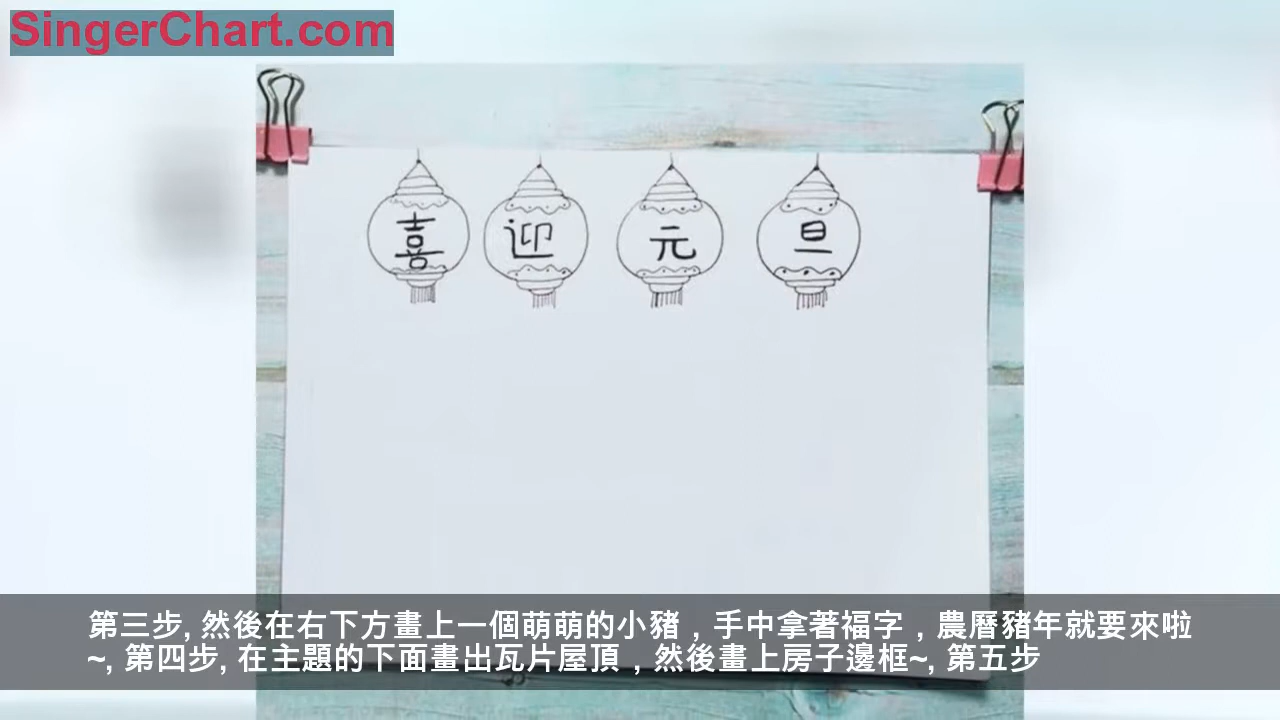 SingerChart.com
喜 迎 元 旦
第三步, 然後在右下方畫上一個萌萌的小豬，手中拿著福字，農曆豬年就要來啦
~, 第四步, 在主題的下面畫出瓦片屋頂，然後畫上房子邊框~, 第五步